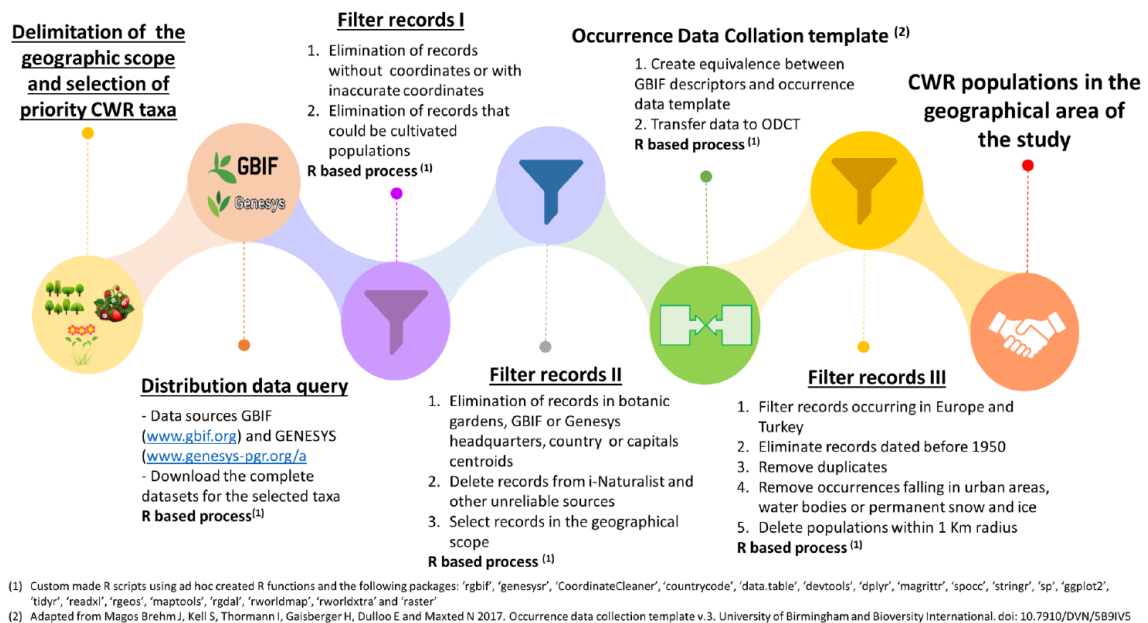 Delimitation of the
geographic scope
and selection of
priority CWR taxa
GBIF
Genesys
Distribution data query
- Data sources GBIF
(www.gbif.org) and GENESYS
(www.genesys-pgr.org/a
- Download the complete
datasets for the selected taxa
R based process(1)
Filter records I
1. Elimination of records
without coordinates or with
inaccurate coordinates
2. Elimination of records that
could be cultivated
populations
R based process (1)
Filter records II
1. Elimination of records in botanic
gardens, GBIF or Genesys
headquarters, country or capitals
centroids
2. Delete records from i-Naturalist and
other unreliable sources
3. Select records in the geographical
scope
R based process (1)
Occurrence Data Collation template (2)
1. Create equivalence between
GBIF descriptors and occurrence
data template
2. Transfer data to ODCT
R based process (1)
Filter records III
1. Filter records occurring in Europe and
Turkey
2. Eliminate records dated before 1950
3. Remove duplicates
4. Remove occurrences falling in urban areas,
water bodies or permanent snow and ice
5. Delete populations within 1 Km radius
R based process (1)
CWR populations in the
geographical area of
the study
(1) Custom made R scripts using ad hoc created R functions and the following packages: 'rgbif', 'genesysr', 'CoordinateCleaner', 'countrycode', 'data.table', 'devtools', 'dplyr', 'magrittr', 'spocc', 'stringr', 'sp', 'ggplot2',
'tidyr', 'readxl', 'rgeos', 'maptools', 'rgdal', 'rworldmap', 'rworldxtra' and 'raster'
(2) Adapted from Magos Brehm J, Kell S, Thormann I, Gaisberger H, Dulloo E and Maxted N 2017. Occurrence data collection template v.3. University of Birmingham and Bioversity International. doi: 10.7910/DVN/5B9IV5